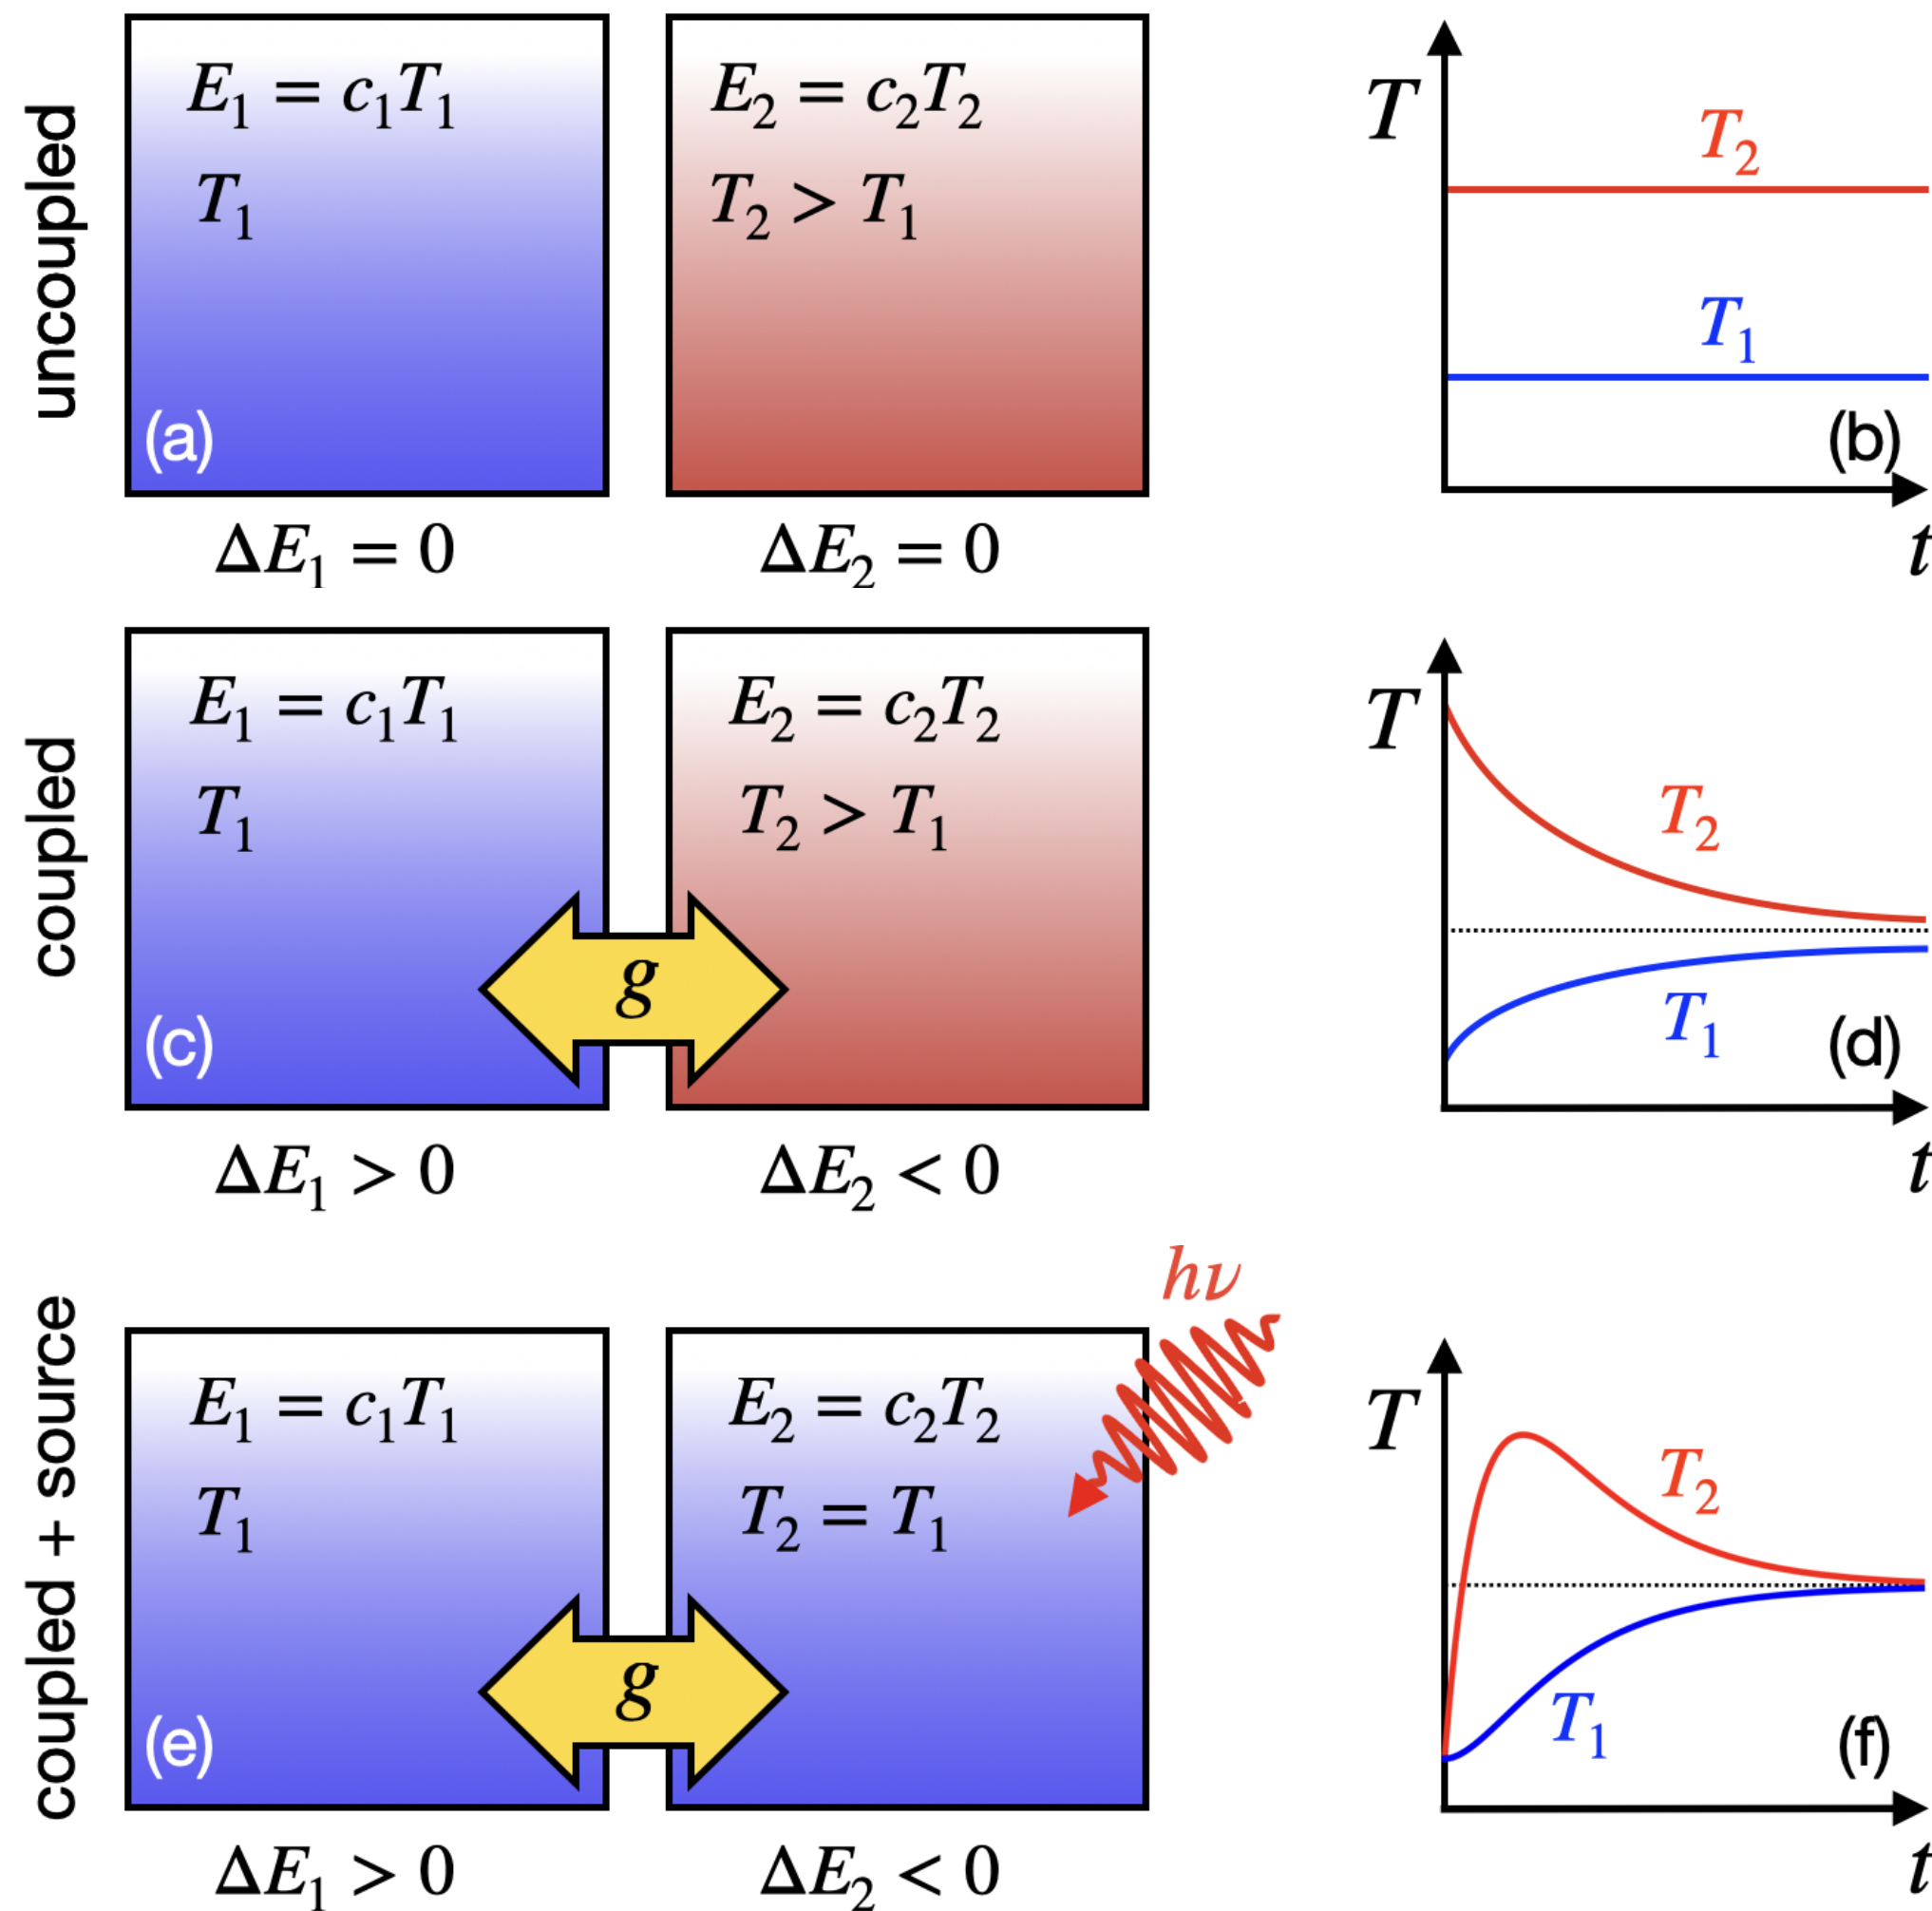 uncoupled
E₁ = c₁T₁
T₁
(a)
ΔE₁ = 0
E₂ = c₂T₂
T₂ > T₁
ΔE₂ = 0
T
T₂
T₁
(b)
t
coupled
E₁ = c₁T₁
T₁
(c)
ΔE₁ > 0
g
E₂ = c₂T₂
T₂ > T₁
ΔE₂ < 0
T
T₂
T₁
(d)
t
coupled + source
E₁ = c₁T₁
T₁
(e)
ΔE₁ > 0
g
hν
E₂ = c₂T₂
T₂ = T₁
ΔE₂ < 0
T
T₂
T₁
(f)
t